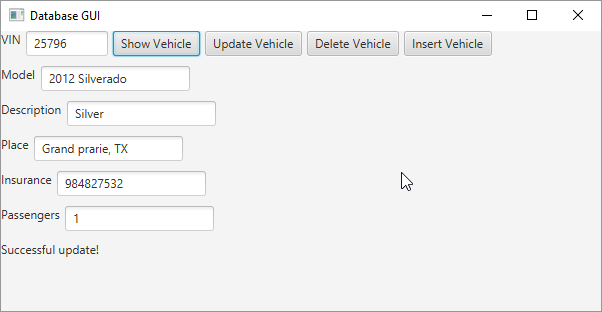 Database GUI
VIN 25796 Show Vehicle Update Vehicle Delete Vehicle Insert Vehicle
Model 2012 Silverado
Description Silver
Place Grand prarie, TX
Insurance 984827532
Passengers 1
Successful update!